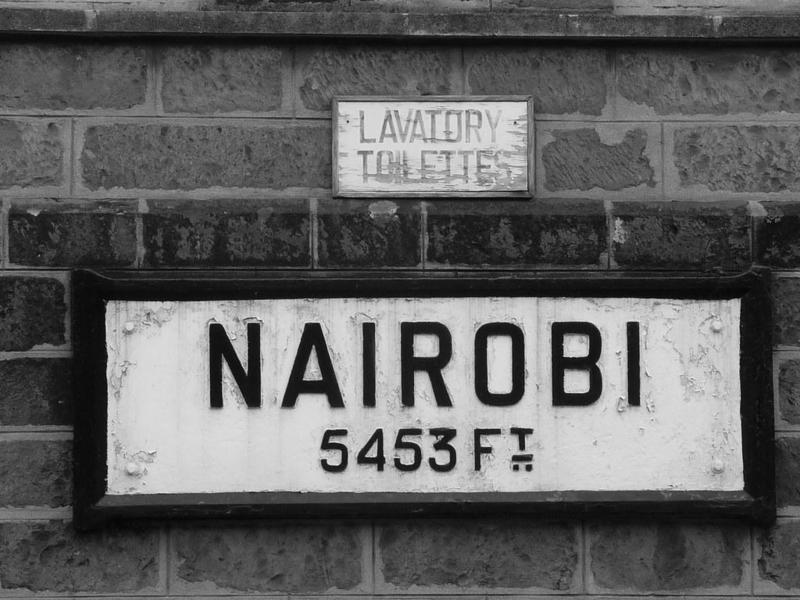 LAVATORY
TOILETTES
NAIROBI
5453 FT